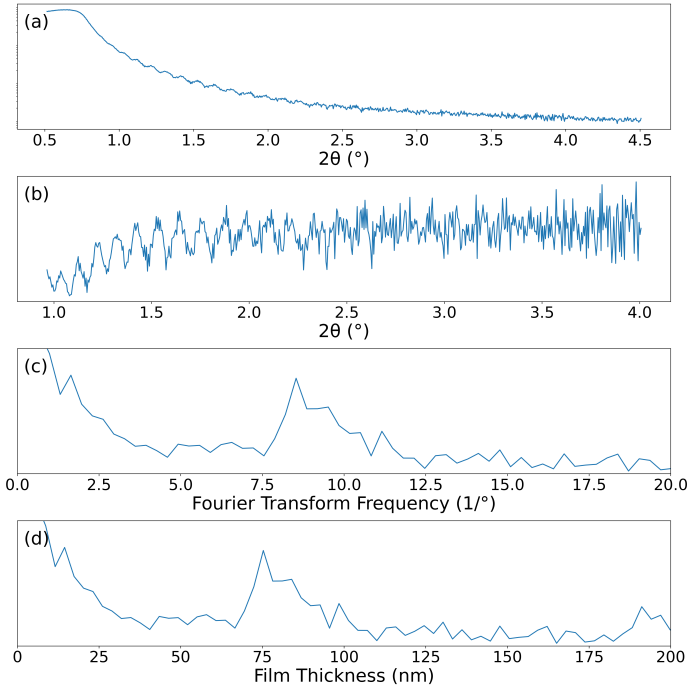 (a)
0.5 1.0 1.5 2.0 2.5 3.0 3.5 4.0 4.5
2θ (°)
(b)
1.0 1.5 2.0 2.5 3.0 3.5 4.0
2θ (°)
(c)
0.0 2.5 5.0 7.5 10.0 12.5 15.0 17.5 20.0
Fourier Transform Frequency (1/°)
(d)
0 25 50 75 100 125 150 175 200
Film Thickness (nm)